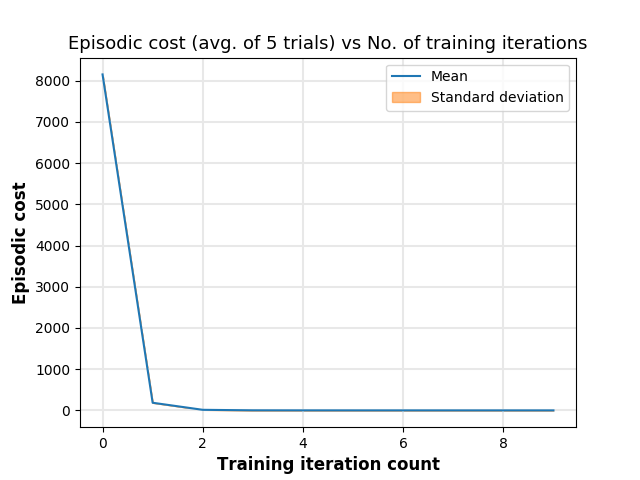 Episodic cost (avg. of 5 trials) vs No. of training iterations
Mean
Standard deviation
8000
7000
6000
5000
4000
3000
2000
1000
0
Episodic cost
0 2 4 6 8
Training iteration count